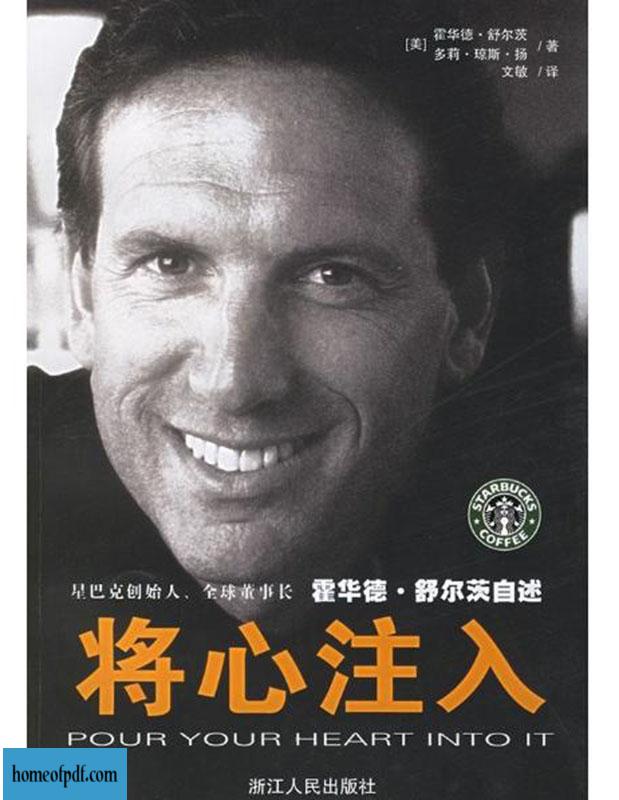 [美] 霍华德·舒尔茨
多莉·琼斯·扬 / 著
文敏 / 译
STARBUCKS
COFFEE
星巴克创始人、全球董事长 霍华德·舒尔茨自述
将心注入
POUR YOUR HEART INTO IT
homeofpdf.com
浙江人民出版社